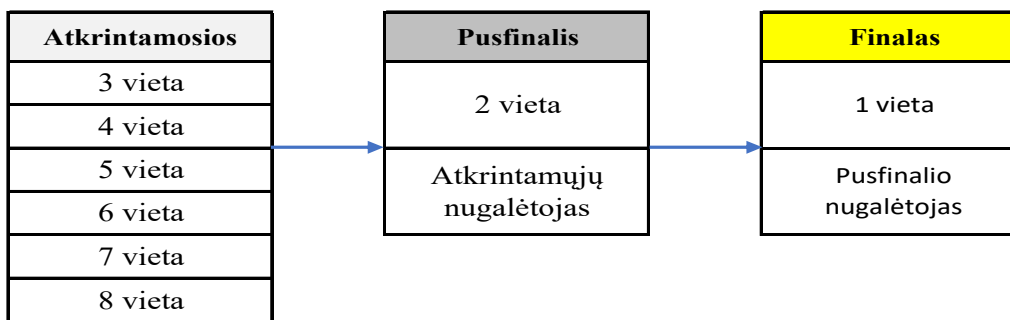 Atkrintamosios
3 vieta
4 vieta
5 vieta
6 vieta
7 vieta
8 vieta
Pusfinalis
2 vieta
Atkrintamųjų
nugalėtojas
Finalas
1 vieta
Pusfinalio
nugalėtojas